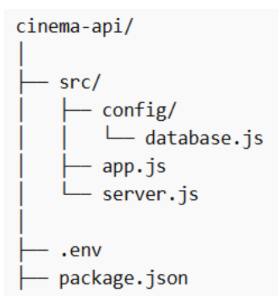 cinema-api/
│
├── src/
│   ├── config/
│   │   └── database.js
│   ├── app.js
│   └── server.js
│
├── .env
├── package.json